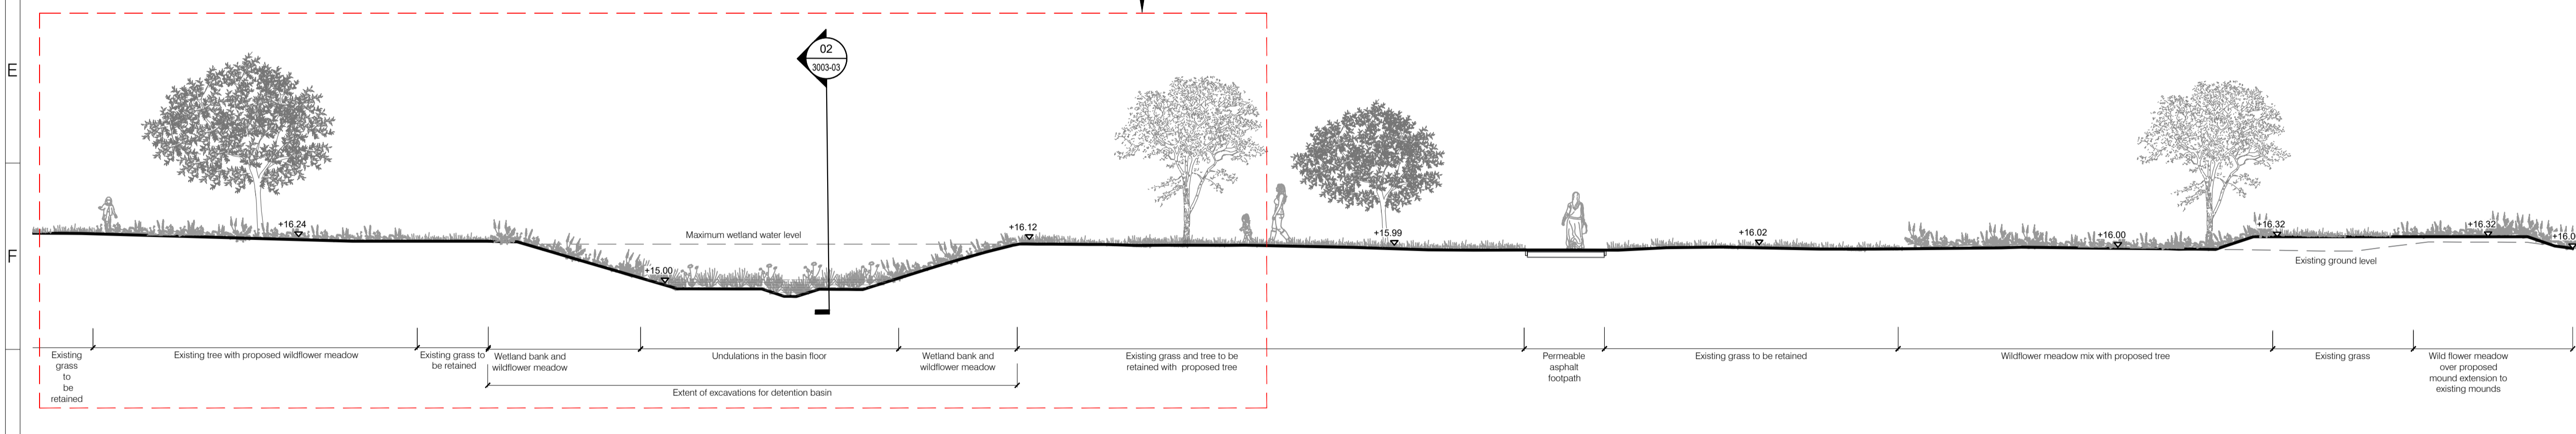 E
02
3003-03
+16.24
Maximum wetland water level
+15.00
+16.12
+15.99
+16.02
+16.00
+16.32
+16.32
+16.0
F
Existing ground level
Existing
grass
to
be
retained
Existing tree with proposed wildflower meadow
Existing grass to
be retained
Wetland bank and
wildflower meadow
Undulations in the basin floor
Wetland bank and
wildflower meadow
Existing grass and tree to be
retained with proposed tree
Permeable
asphalt
footpath
Existing grass to be retained
Wildflower meadow mix with proposed tree
Existing grass
Wild flower meadow
over proposed
mound extension to
existing mounds
Extent of excavations for detention basin